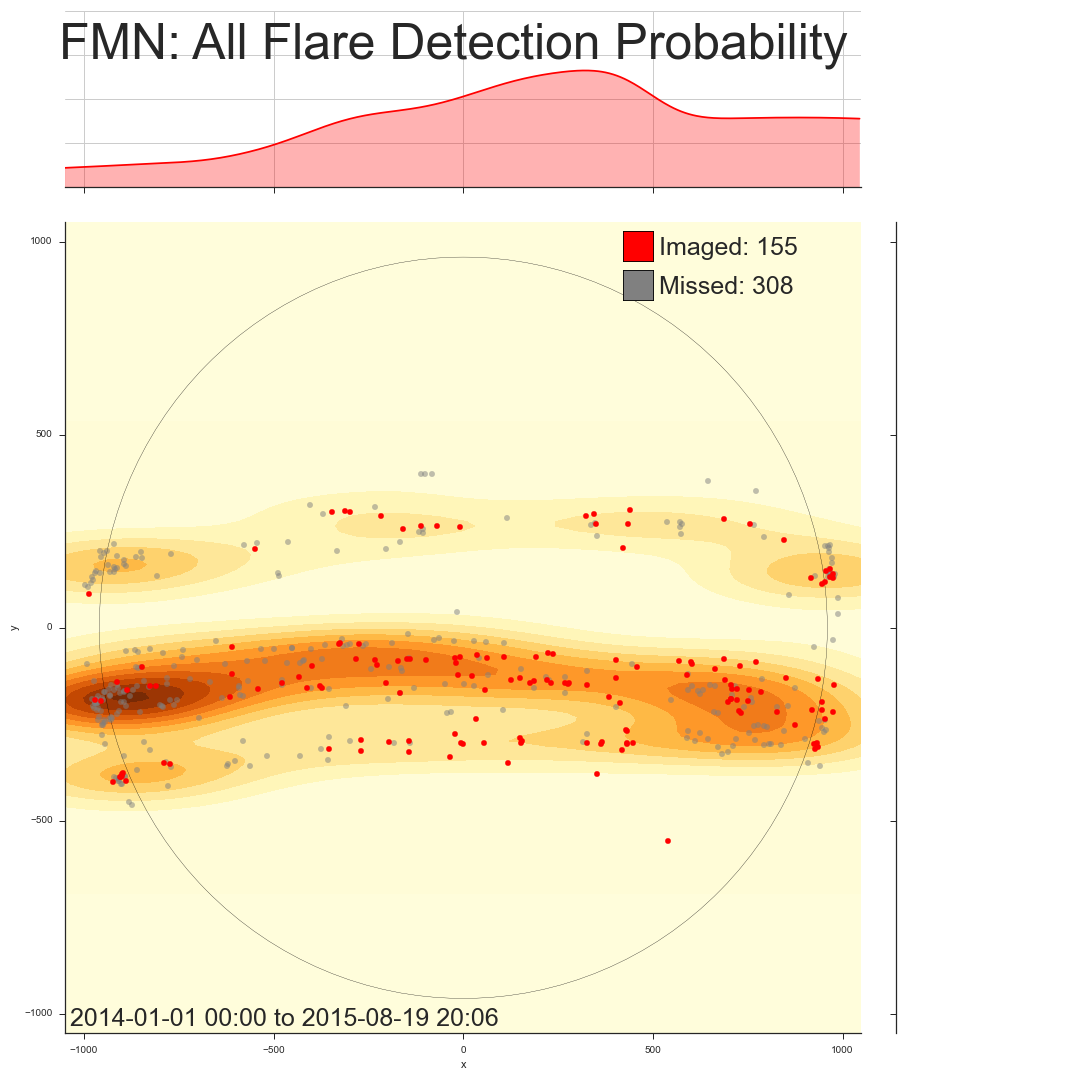 FMN: All Flare Detection Probability
Imaged: 155
Missed: 308
1000
500
0
−500
−1000
y
2014-01-01 00:00 to 2015-08-19 20:06
−1000 −500 0 500 1000
x